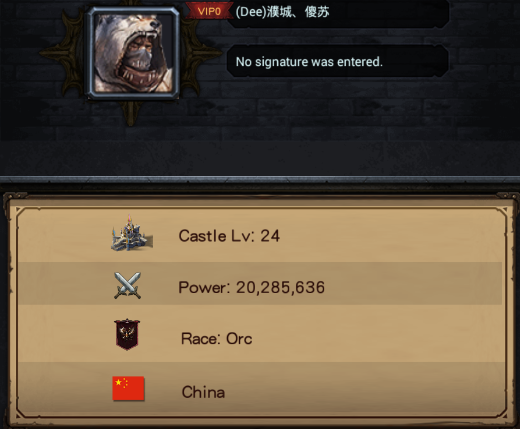 VIP0 (Dee)濮城、傻苏
No signature was entered.
Castle Lv: 24
Power: 20,285,636
Race: Orc
China